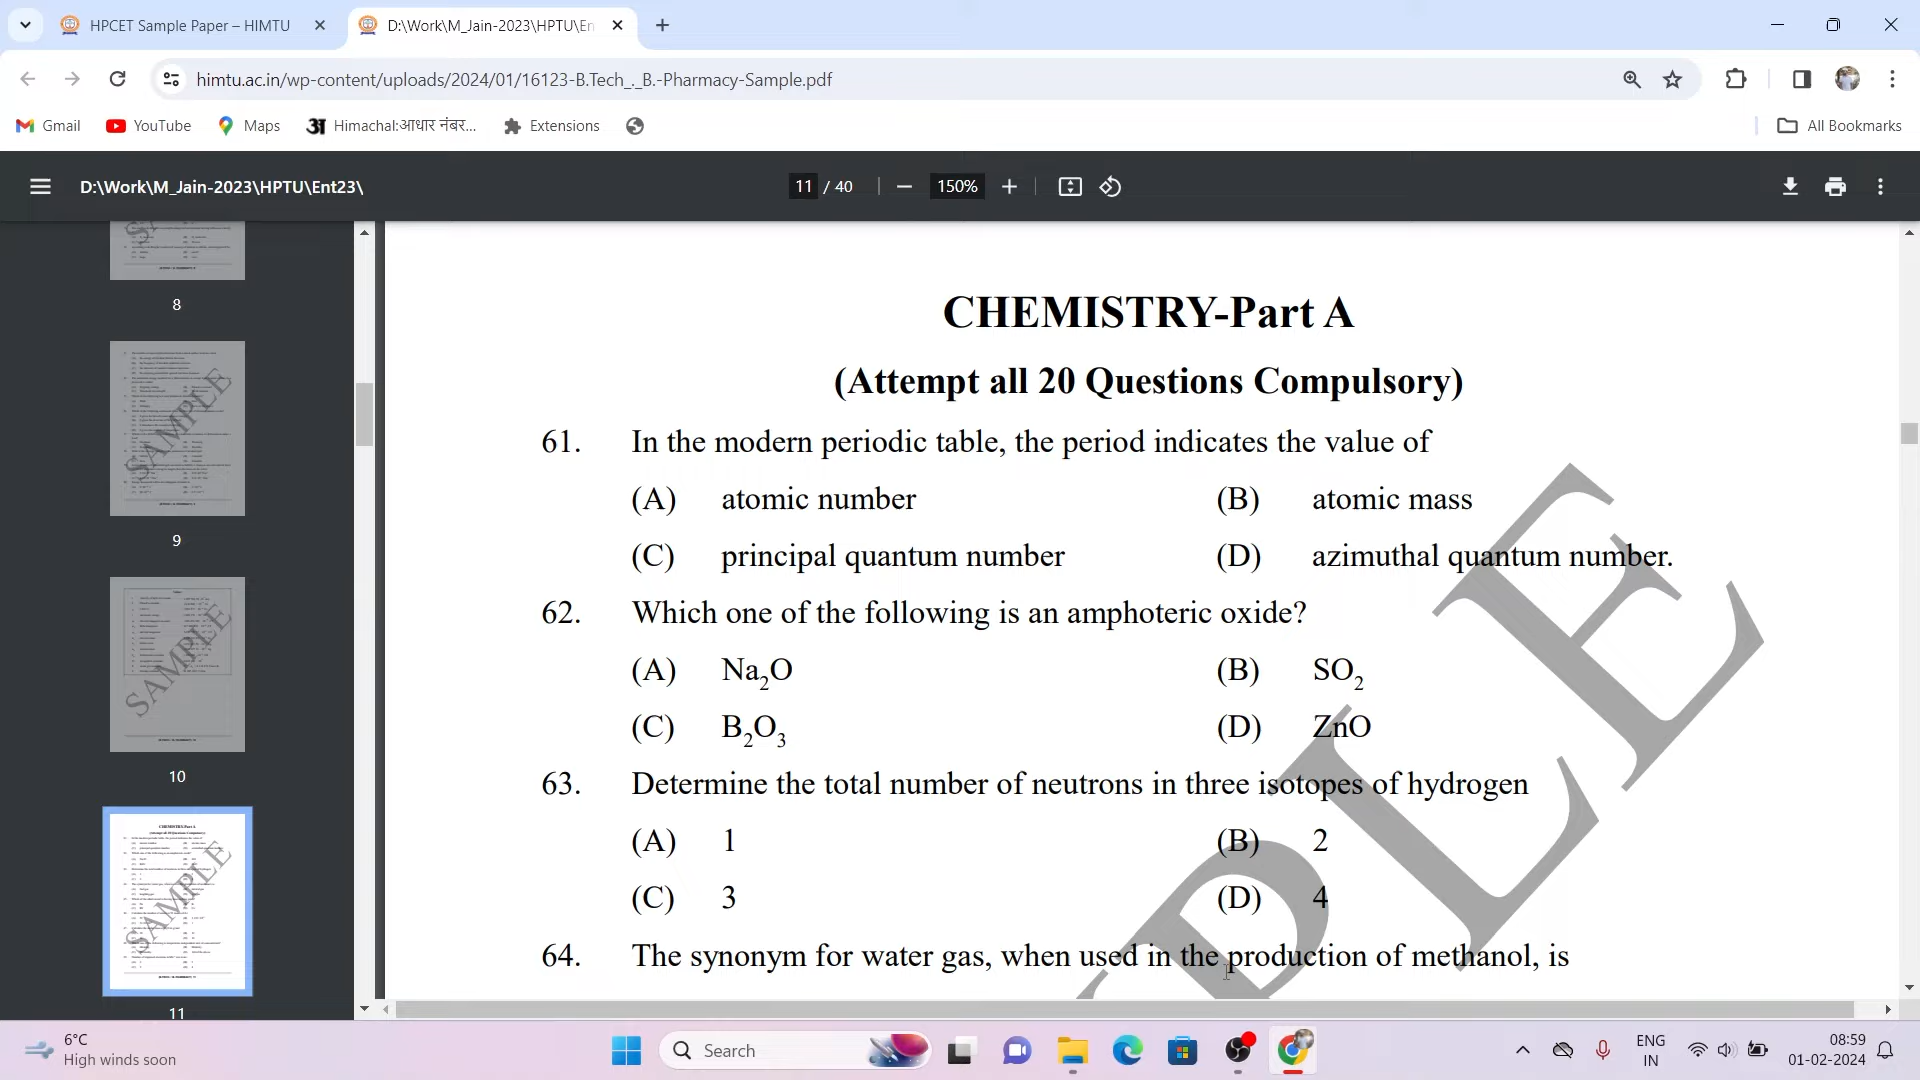 HPCET Sample Paper – HIMTU
D:\Work\M_Jain-2023\HPTU\En
himtu.ac.in/wp-content/uploads/2024/01/16123-B.Tech_._B.-Pharmacy-Sample.pdf
Gmail YouTube Maps Himachal:आधार नंबर... Extensions All Bookmarks
D:\Work\M_Jain-2023\HPTU\Ent23\ 11 / 40 150%
8
SAMPLE
9
SAMPLE
10
SAMPLE
11
CHEMISTRY-Part A
(Attempt all 20 Questions Compulsory)
61. In the modern periodic table, the period indicates the value of
(A) atomic number (B) atomic mass
(C) principal quantum number (D) azimuthal quantum number.
62. Which one of the following is an amphoteric oxide?
(A) Na₂O (B) SO₂
(C) B₂O₃ (D) ZnO
63. Determine the total number of neutrons in three isotopes of hydrogen
(A) 1 (B) 2
(C) 3 (D) 4
64. The synonym for water gas, when used in the production of methanol, is
PLE
6°C
High winds soon
Search
ENG
IN
08:59
01-02-2024